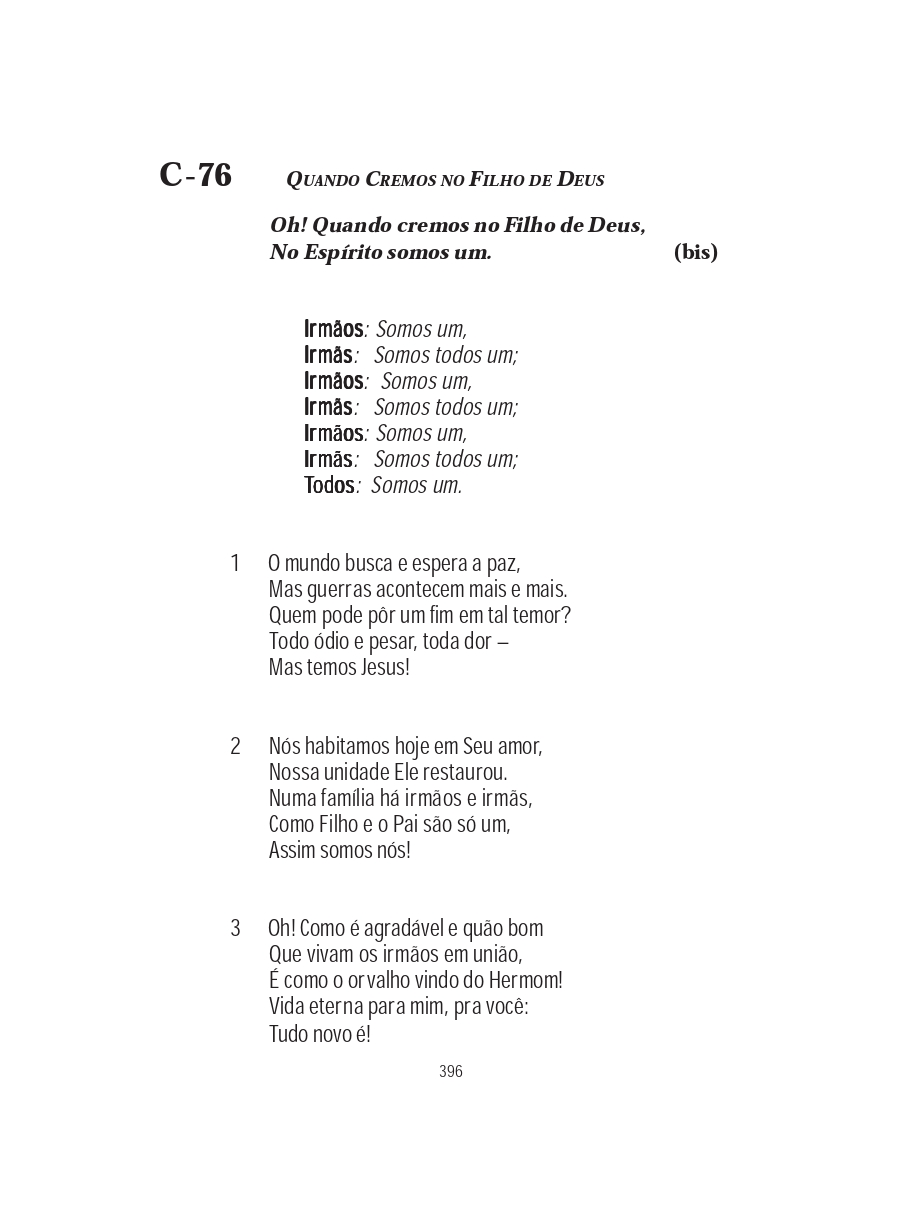 C-76 QUANDO CREMOS NO FILHO DE DEUS
Oh! Quando cremos no Filho de Deus,
No Espírito somos um. (bis)
Irmãos: Somos um,
Irmãs: Somos todos um;
Irmãos: Somos um,
Irmãs: Somos todos um;
Irmãos: Somos um,
Irmãs: Somos todos um;
Todos: Somos um.
1 O mundo busca e espera a paz,
Mas guerras acontecem mais e mais.
Quem pode pôr um fim em tal temor?
Todo ódio e pesar, toda dor –
Mas temos Jesus!
2 Nós habitamos hoje em Seu amor,
Nossa unidade Ele restaurou.
Numa família há irmãos e irmãs,
Como Filho e o Pai são só um,
Assim somos nós!
3 Oh! Como é agradável e quão bom
Que vivam os irmãos em união,
É como o orvalho vindo do Hermom!
Vida eterna para mim, pra você:
Tudo novo é!
396